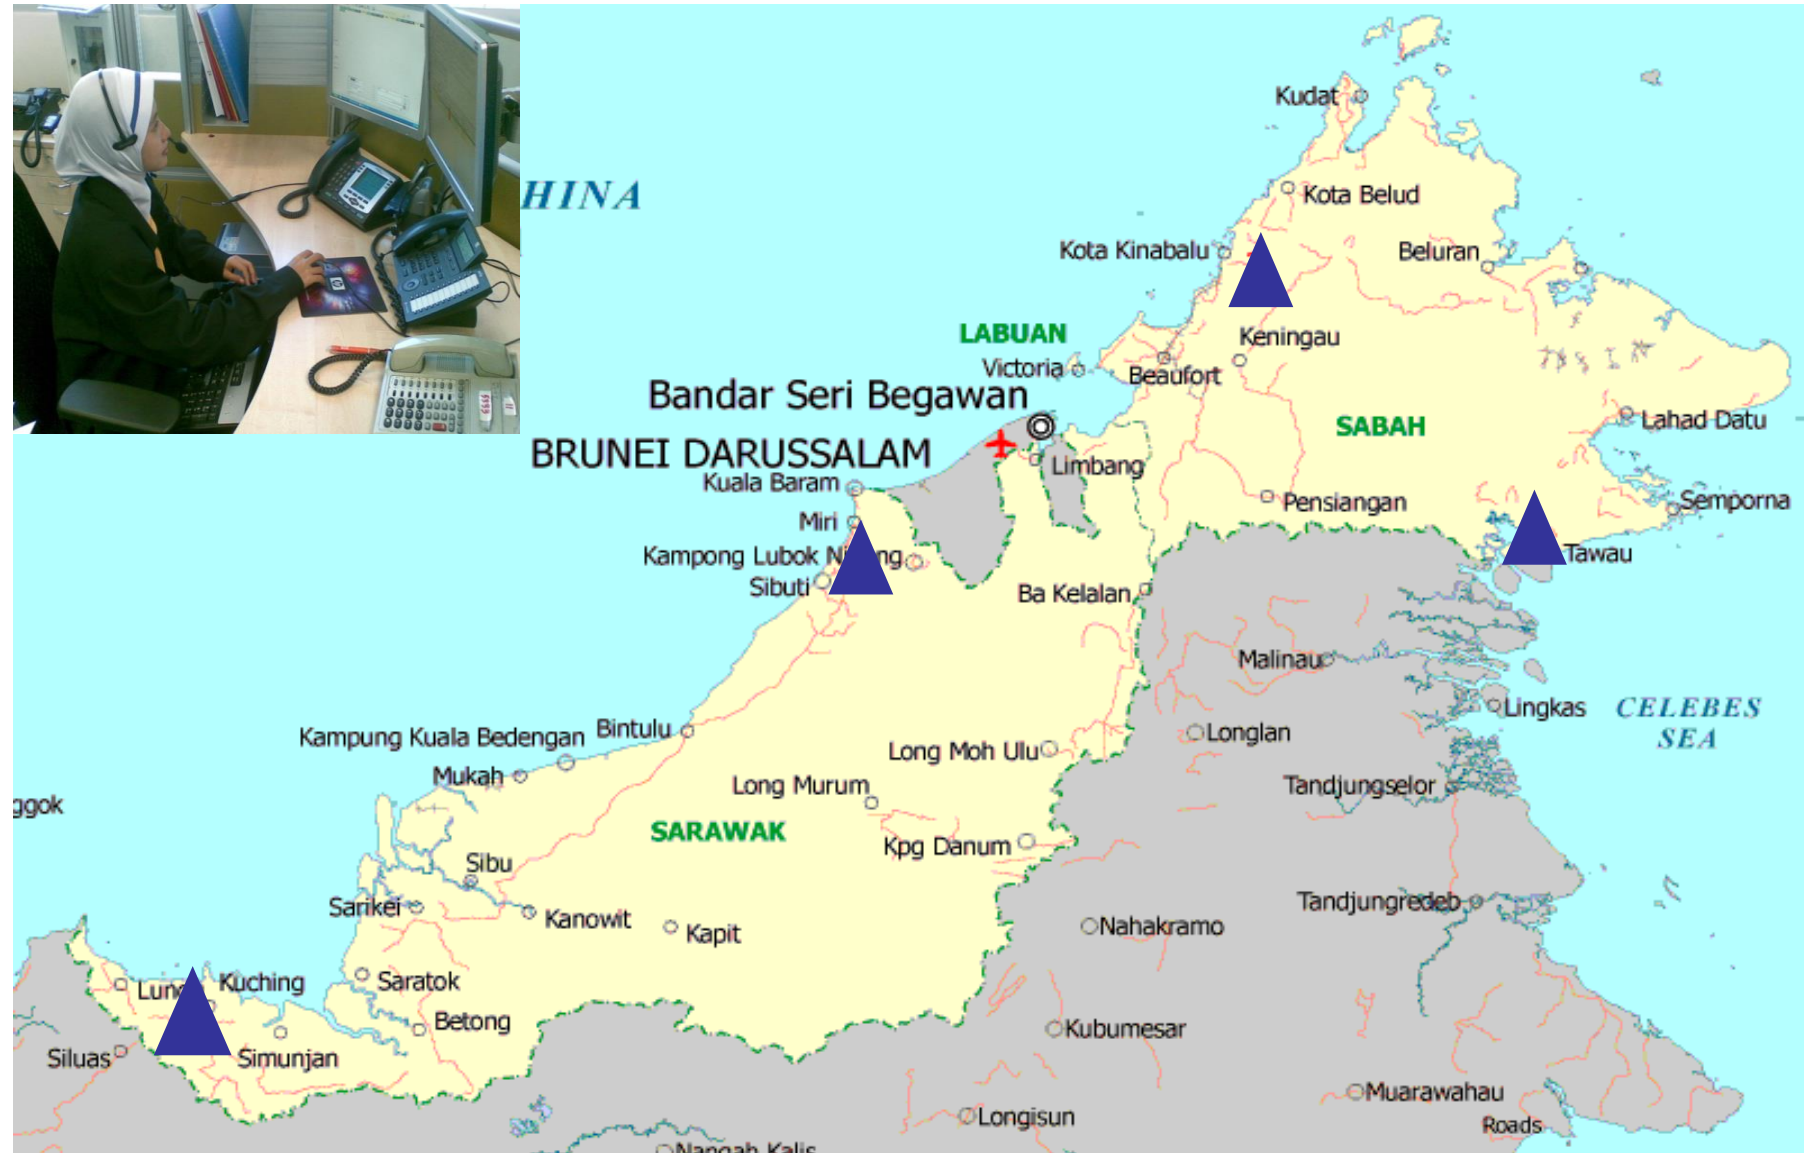 HINA
Kudat
Kota Belud
Kota Kinabalu
Beluran
LABUAN
Keningau
Victoria
Beaufort
Bandar Seri Begawan
SABAH
Lahad Datu
BRUNEI DARUSSALAM
Limbang
Kuala Baram
Pensiangan
Semporna
Miri
Kampong Lubok N ng
Tawau
Sibuti
Ba Kelalan
Malinau
Lingkas
CELEBES
SEA
Kampung Kuala Bedengan
Bintulu
Longlan
Long Moh Ulu
Mukah
Long Murum
Tandjungselor
ggok
SARAWAK
Kpg Danum
Sibu
Sarikei
Kanowit
Tandjungredeb
Kapit
Nahakramo
Saratok
Kuching
Betong
Kubumesar
Siluas
Simunjan
Muarawahau
Longisun
Roads
Nangah Kalis